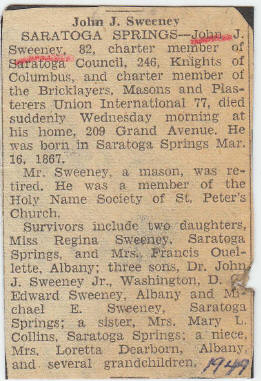 John J. Sweeney
SARATOGA SPRINGS—John J.
Sweeney, 82, charter member of
Saratoga Council, 246, Knights of
Columbus, and charter member of
the Bricklayers, Masons and Plas-
terers Union International 77, died
suddenly Wednesday morning at
his home, 209 Grand Avenue. He
was born in Saratoga Springs Mar.
16, 1867.
Mr. Sweeney, a mason, was re-
tired. He was a member of the
Holy Name Society of St. Peter's
Church.
Survivors include two daughters,
Miss Regina Sweeney, Saratoga
Springs, and Mrs. Francis Ouel-
lette, Albany; three sons, Dr. John
J. Sweeney Jr., Washington, D.
Edward Sweeney, Albany and Mi-
chael E. Sweeney, Saratoga
Springs; a sister, Mrs. Mary L.
Collins, Saratoga Springs; a niece,
Mrs. Loretta Dearborn, Albany,
and several grandchildren. 1949